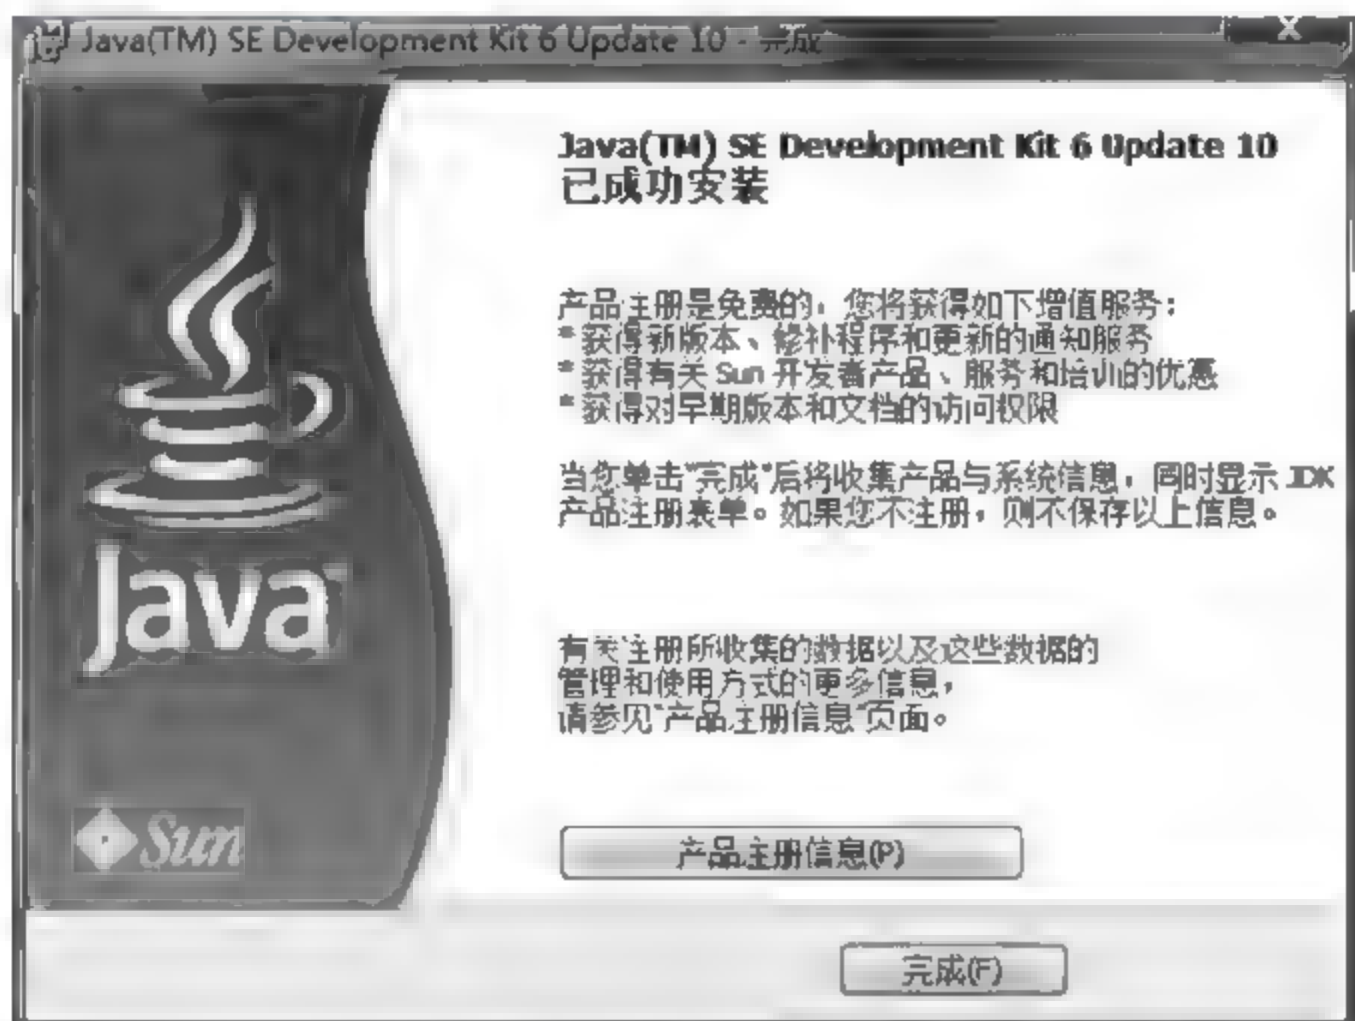 Java(TM) SE Development Kit 6 Update 10 - 完成
X
Java(TM) SE Development Kit 6 Update 10
已成功安装
产品注册是免费的，您将获得如下增值服务：
* 获得新版本、修补程序和更新的通知服务
* 获得有关 Sun 开发者产品、服务和培训的优惠
* 获得对早期版本和文档的访问权限
当您单击"完成"后将收集产品与系统信息，同时显示 JDK
产品注册表单。如果您不注册，则不保存以上信息。
有关注册所收集的数据以及这些数据的
管理和使用方式的更多信息，
请参见"产品注册信息"页面。
Java
Sun
产品注册信息(P)
完成(F)